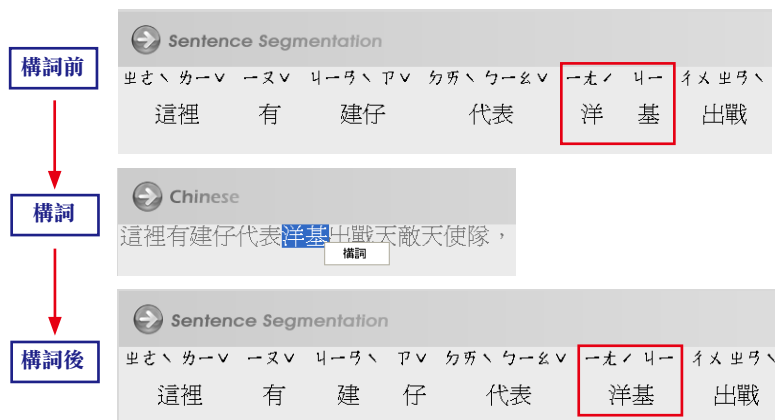 Sentence Segmentation
構詞前
ㄓㄜˋ ㄌㄧˇ ㄧㄡˇ ㄐㄧㄢˋ ㄗˇ ㄉㄞˋ ㄅㄧㄠˇ ㄧㄤˊ ㄐㄧ ㄔㄨ ㄓㄢˋ
這裡 有 建仔 代表 洋 基 出戰
Chinese
構詞
這裡有建仔代表洋基出戰天敵天使隊，
構詞
Sentence Segmentation
構詞後
ㄓㄜˋ ㄌㄧˇ ㄧㄡˇ ㄐㄧㄢˋ ㄗˇ ㄉㄞˋ ㄅㄧㄠˇ ㄧㄤˊ ㄐㄧ ㄔㄨ ㄓㄢˋ
這裡 有 建 仔 代表 洋基 出戰